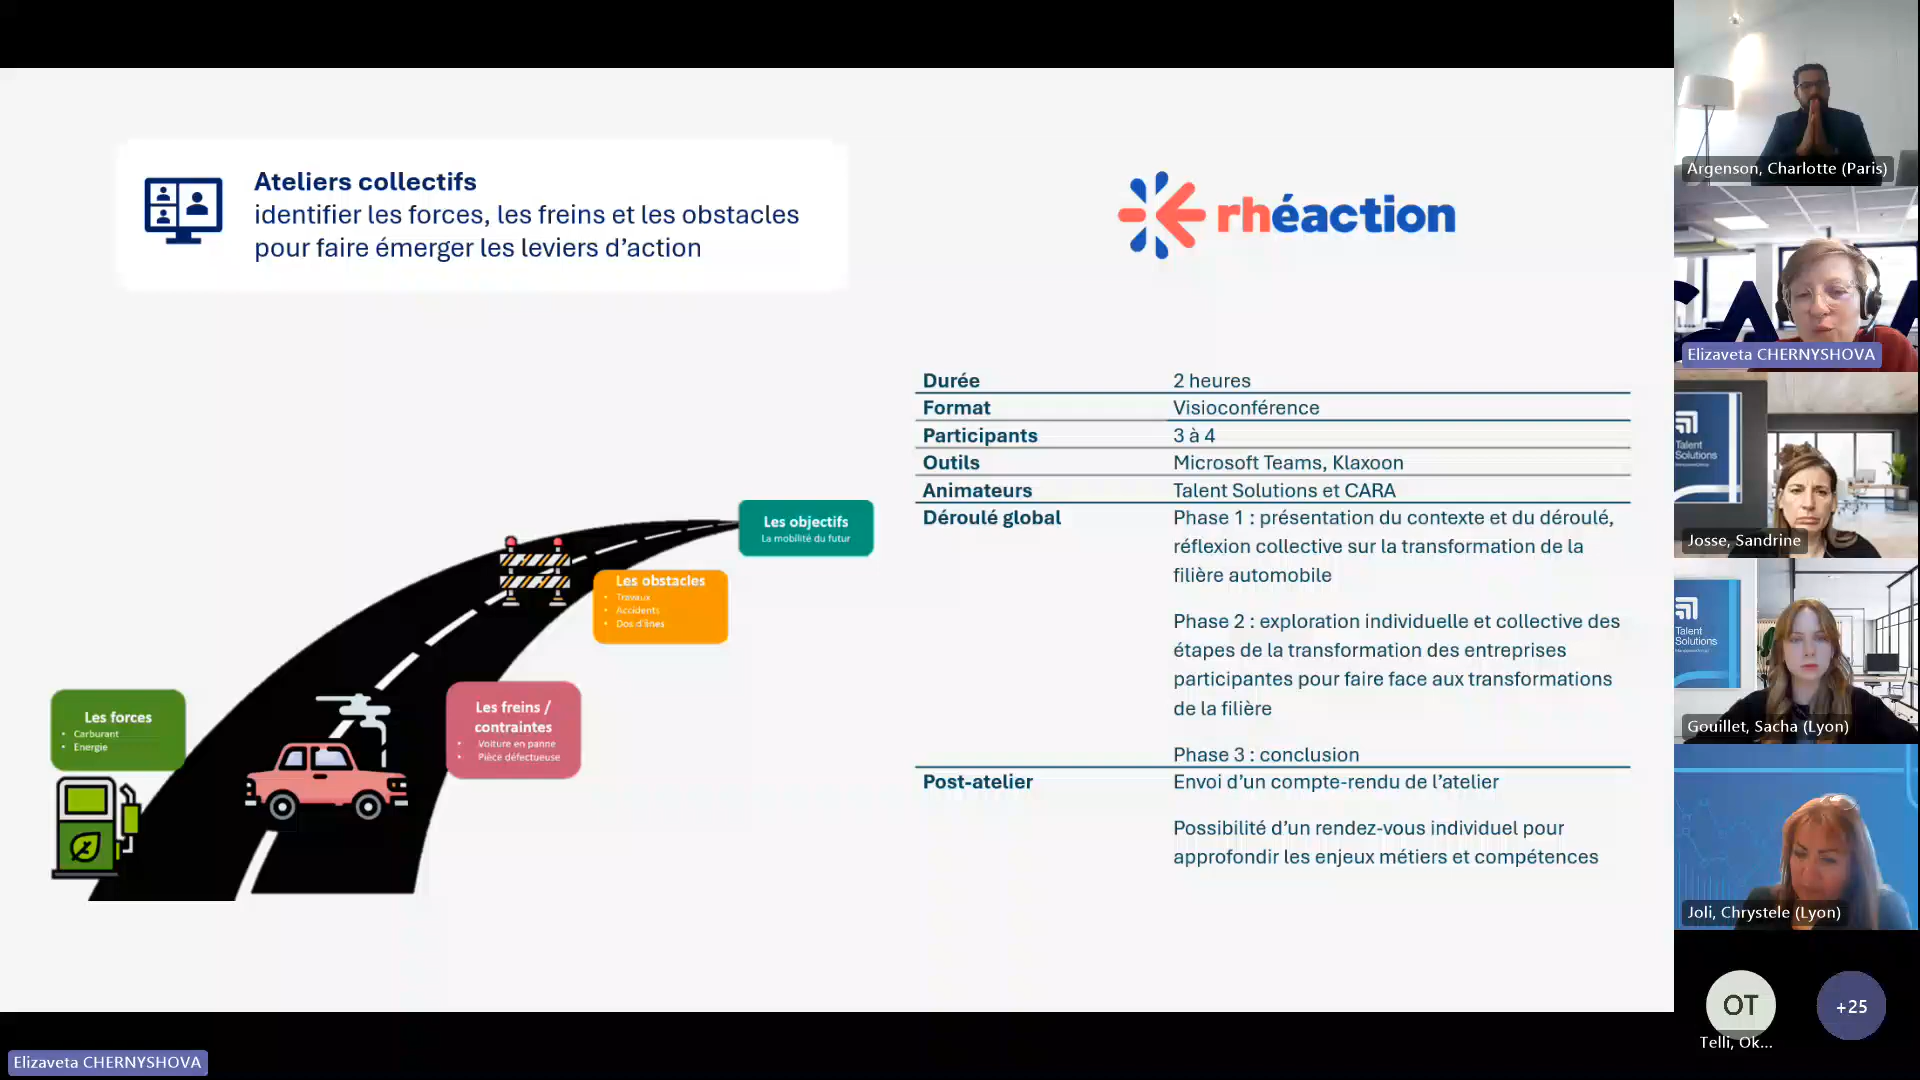 Ateliers collectifs
identifier les forces, les freins et les obstacles
pour faire émerger les leviers d'action
rhéaction
Durée 2 heures
Format Visioconférence
Participants 3 à 4
Outils Microsoft Teams, Klaxoon
Animateurs Talent Solutions et CARA
Déroulé global Phase 1 : présentation du contexte et du déroulé,
réflexion collective sur la transformation de la
filière automobile
Phase 2 : exploration individuelle et collective des
étapes de la transformation des entreprises
participantes pour faire face aux transformations
de la filière
Phase 3 : conclusion
Post-atelier Envoi d'un compte-rendu de l'atelier
Possibilité d'un rendez-vous individuel pour
approfondir les enjeux métiers et compétences
Les objectifs
La mobilité du futur
Les obstacles
• Travaux
• Accidents
• Dos d'ânes
Les freins /
contraintes
• Voiture en panne
• Pièce défectueuse
Les forces
• Carburant
• Energie
Argenson, Charlotte (Paris)
CARA
Elizaveta CHERNYSHOVA
Talent
Solutions
Josse, Sandrine
Talent
Solutions
Gouillet, Sacha (Lyon)
Joli, Chrystele (Lyon)
OT
+25
Telli, Ok...
Elizaveta CHERNYSHOVA